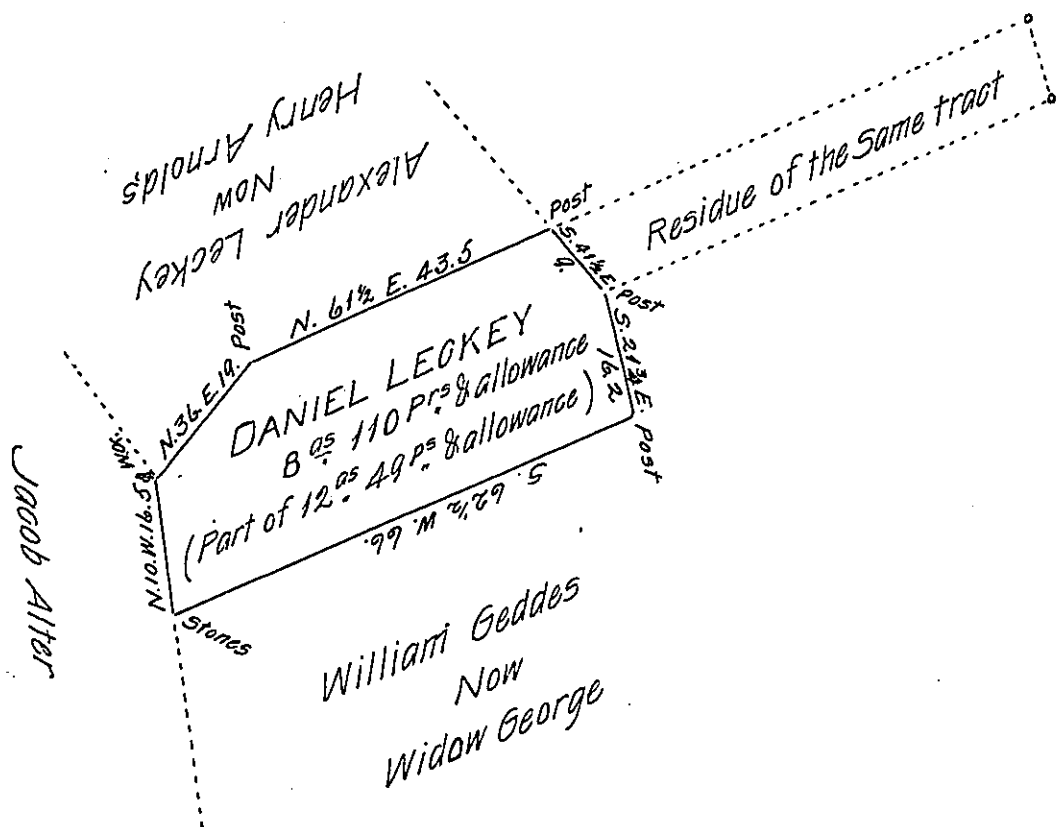 Henry Arnolds
Now
Alexander Leckey
Residue of the Same tract
Post
S. 41½ E.
9.
Post
N. 61½ E. 43.5
Post
N. 36. E. 19.
S. 21¾ E.
16.2
Post
DANIEL LECKEY
8 as 110 Prs & allowance
(Part of 12 as 49 Ps & allowance)
S. 62½ W. 66.
N. 10. W. 16.5
Stones
Jacob Alter
William Geddes
Now
Widow George